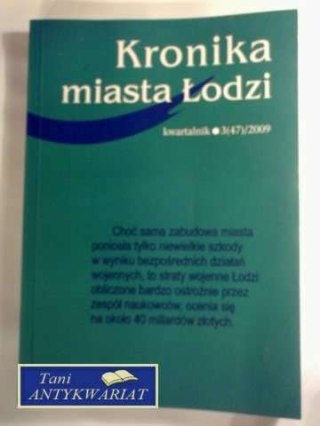 Kronika
miasta Łodzi
kwartalnik ● 3(47)/2009
Choć sama zabudowa miasta
poniosła tylko niewielkie szkody
w wyniku bezpośrednich działań
wojennych, to straty wojenne Łodzi
obliczone bardzo ostrożnie przez
zespół naukowców, ocenia się
na około 40 miliardów złotych.
Tani
ANTYKWARIAT